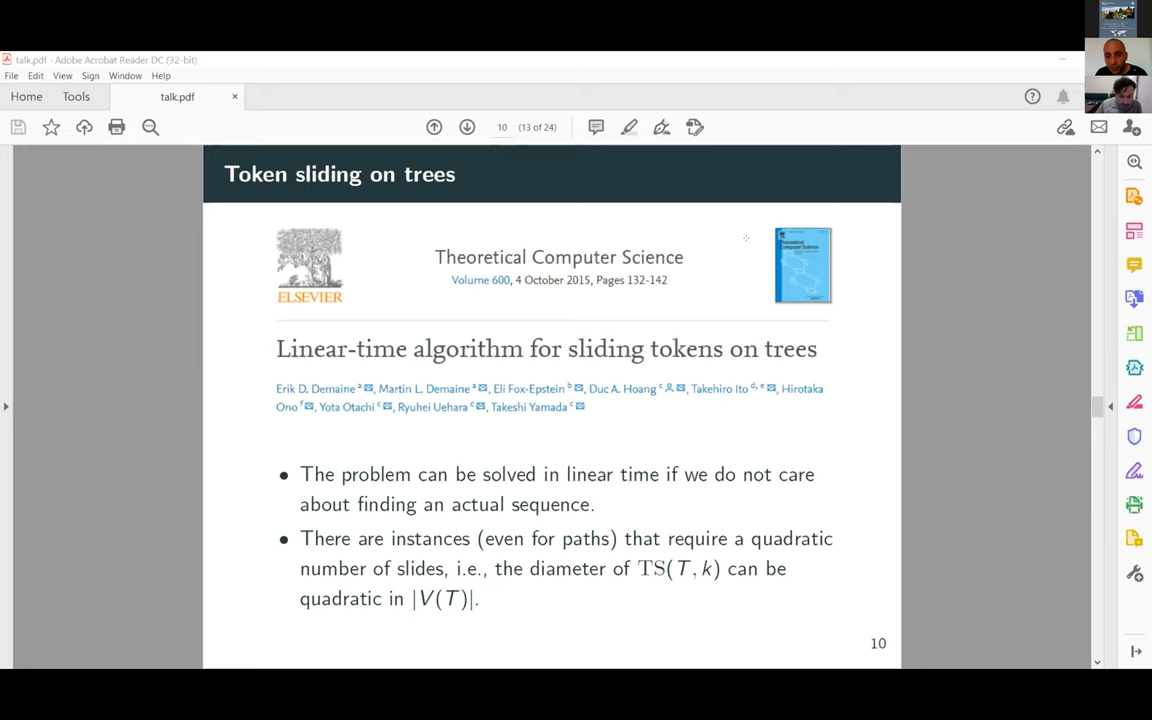 talk.pdf - Adobe Acrobat Reader DC (32-bit)
File Edit View Sign Window Help
Home Tools talk.pdf ×
10 (13 of 24)
Token sliding on trees
ELSEVIER
Theoretical Computer Science
Volume 600, 4 October 2015, Pages 132-142
Linear-time algorithm for sliding tokens on trees
Erik D. Demaine a, Martin L. Demaine a, Eli Fox-Epstein b, Duc A. Hoang c, Takehiro Ito d, e, Hirotaka
Ono f, Yota Otachi c, Ryuhei Uehara c, Takeshi Yamada c
• The problem can be solved in linear time if we do not care
about finding an actual sequence.
• There are instances (even for paths) that require a quadratic
number of slides, i.e., the diameter of TS(T, k) can be
quadratic in |V(T)|.
10